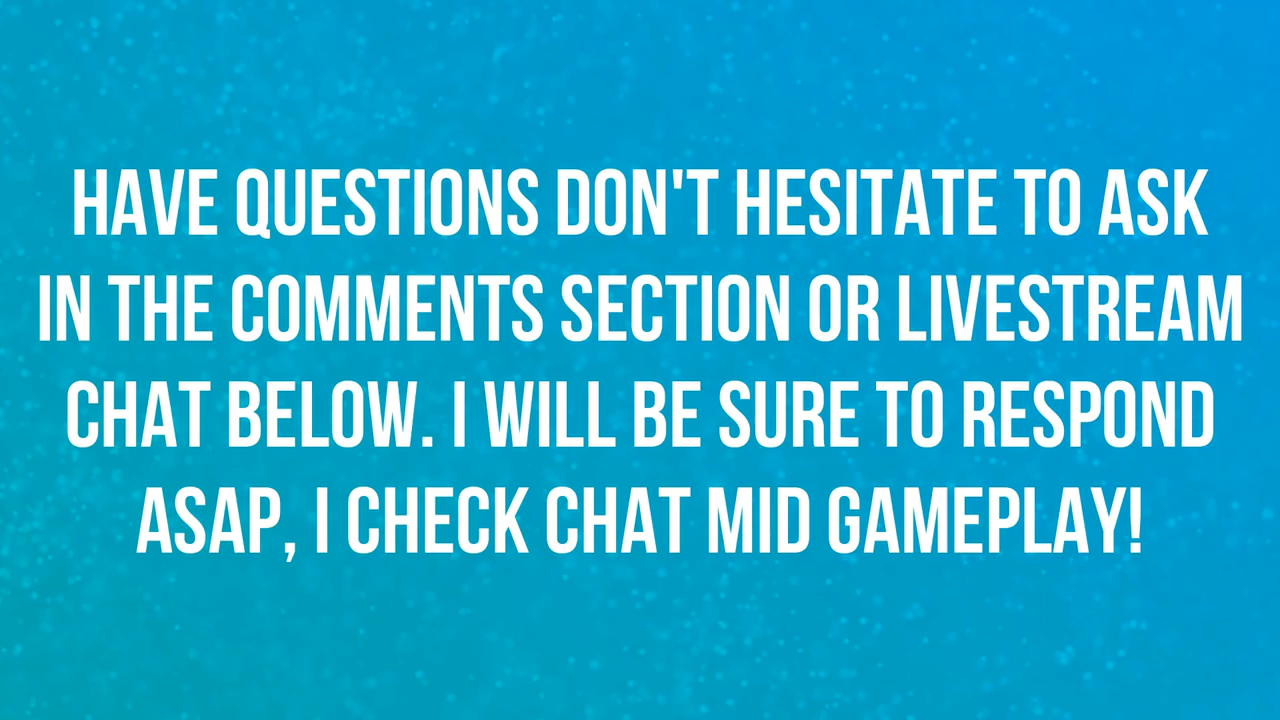 HAVE QUESTIONS DON'T HESITATE TO ASK
IN THE COMMENTS SECTION OR LIVESTREAM
CHAT BELOW. I WILL BE SURE TO RESPOND
ASAP, I CHECK CHAT MID GAMEPLAY!